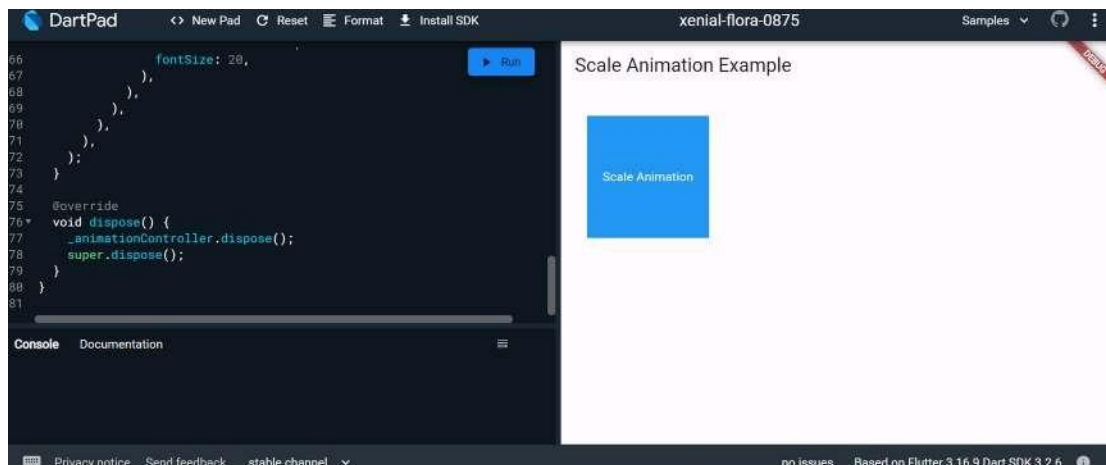 DartPad <> New Pad Reset Format Install SDK xenial-flora-0875 Samples
66 fontSize: 20,
67 ),
68 ),
69 ),
70 ),
71 ),
72 );
73 }
74
75 @override
76 void dispose() {
77 _animationController.dispose();
78 super.dispose();
79 }
80 }
81
Run
Console Documentation
Scale Animation Example
DEBUG
Scale Animation
Privacy notice Send feedback stable channel no issues Based on Flutter 3.16.9 Dart SDK 3.2.6